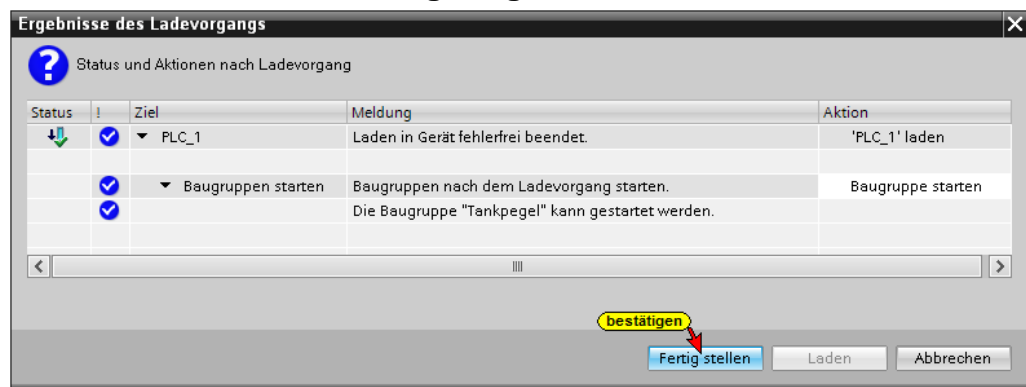 Ergebnisse des Ladevorgangs
Status und Aktionen nach Ladevorgang
Status ! Ziel Meldung Aktion
PLC_1 Laden in Gerät fehlerfrei beendet. 'PLC_1' laden
Baugruppen starten Baugruppen nach dem Ladevorgang starten. Baugruppe starten
Die Baugruppe "Tankpegel" kann gestartet werden.
bestätigen
Fertig stellen Laden Abbrechen